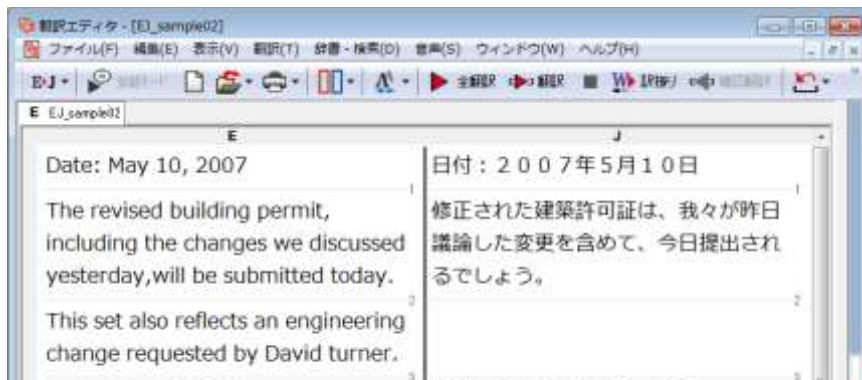 翻訳エディタ - [EJ_sample02]
ファイル(F) 編集(E) 表示(V) 翻訳(T) 辞書・検索(D) 音声(S) ウィンドウ(W) ヘルプ(H)
E›J 全翻訳 翻訳 訳振り
E EJ_sample02
E J
Date: May 10, 2007
日付：２００７年５月１０日
1 1
The revised building permit,
including the changes we discussed
yesterday,will be submitted today.
修正された建築許可証は、我々が昨日
議論した変更を含めて、今日提出され
るでしょう。
2 2
This set also reflects an engineering
change requested by David turner.
3 3